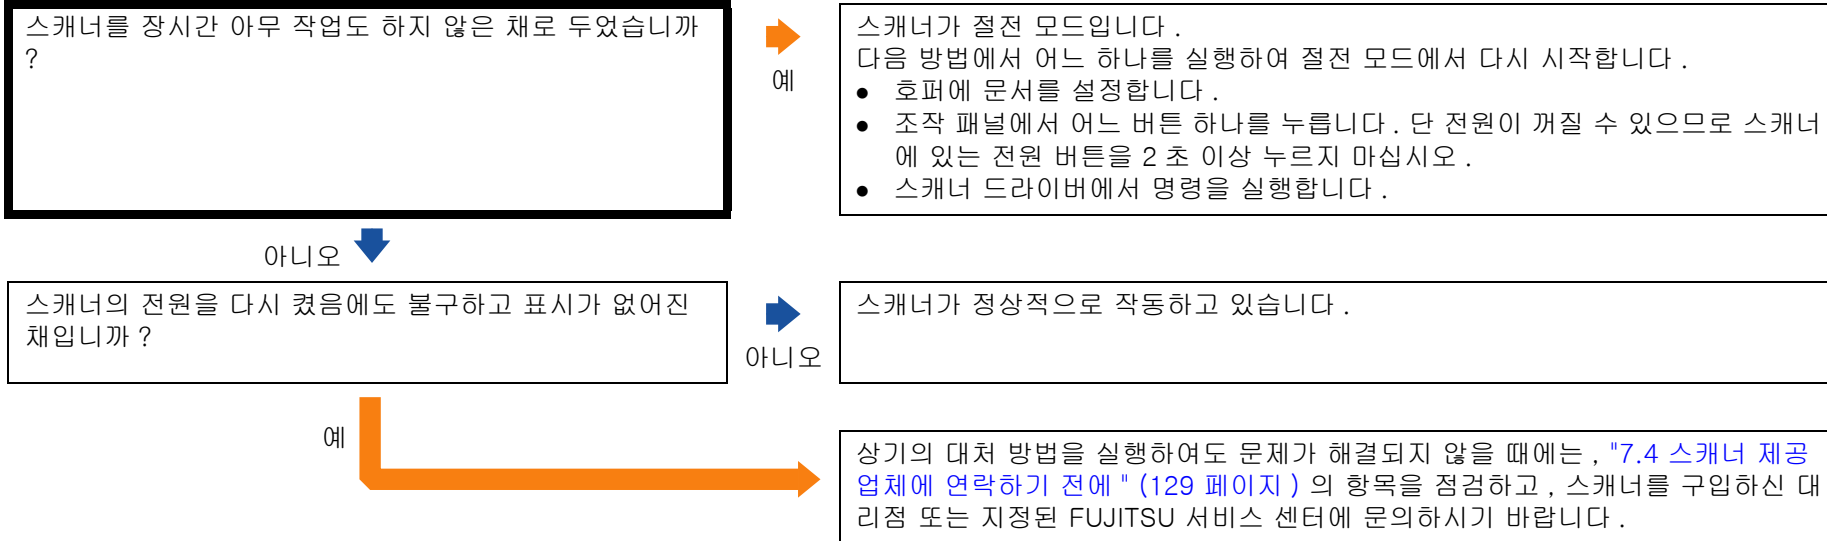 스캐너를 장시간 아무 작업도 하지 않은 채로 두었습니까
?
예
스캐너가 절전 모드입니다 .
다음 방법에서 어느 하나를 실행하여 절전 모드에서 다시 시작합니다 .
● 호퍼에 문서를 설정합니다 .
● 조작 패널에서 어느 버튼 하나를 누릅니다 . 단 전원이 꺼질 수 있으므로 스캐너
에 있는 전원 버튼을 2 초 이상 누르지 마십시오 .
● 스캐너 드라이버에서 명령을 실행합니다 .
아니오
스캐너의 전원을 다시 켰음에도 불구하고 표시가 없어진
채입니까 ?
아니오
스캐너가 정상적으로 작동하고 있습니다 .
예
상기의 대처 방법을 실행하여도 문제가 해결되지 않을 때에는 , "7.4 스캐너 제공
업체에 연락하기 전에 " (129 페이지 ) 의 항목을 점검하고 , 스캐너를 구입하신 대
리점 또는 지정된 FUJITSU 서비스 센터에 문의하시기 바랍니다 .